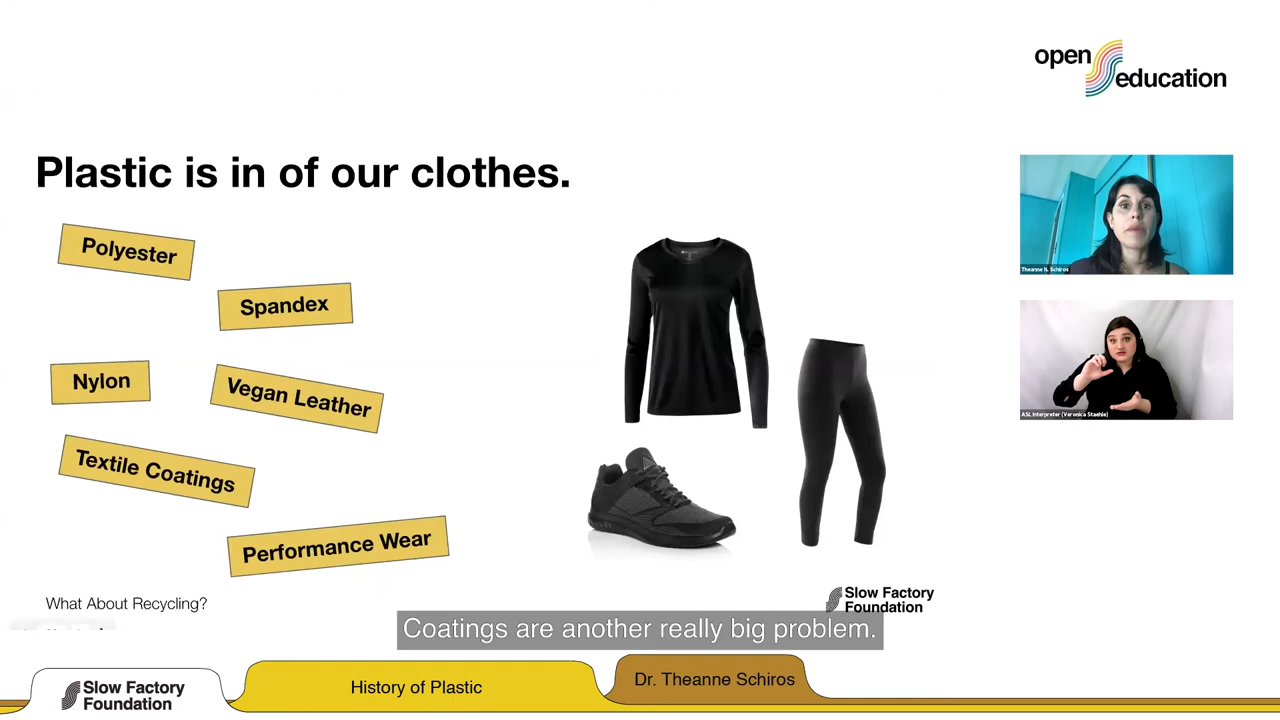 open
education
Plastic is in of our clothes.
Polyester
Spandex
Nylon
Vegan Leather
Textile Coatings
Performance Wear
Theanne N. Schiros
ASL Interpreter (Veronica Staehle)
What About Recycling?
Slow Factory
Foundation
Coatings are another really big problem.
Slow Factory
Foundation
History of Plastic
Dr. Theanne Schiros